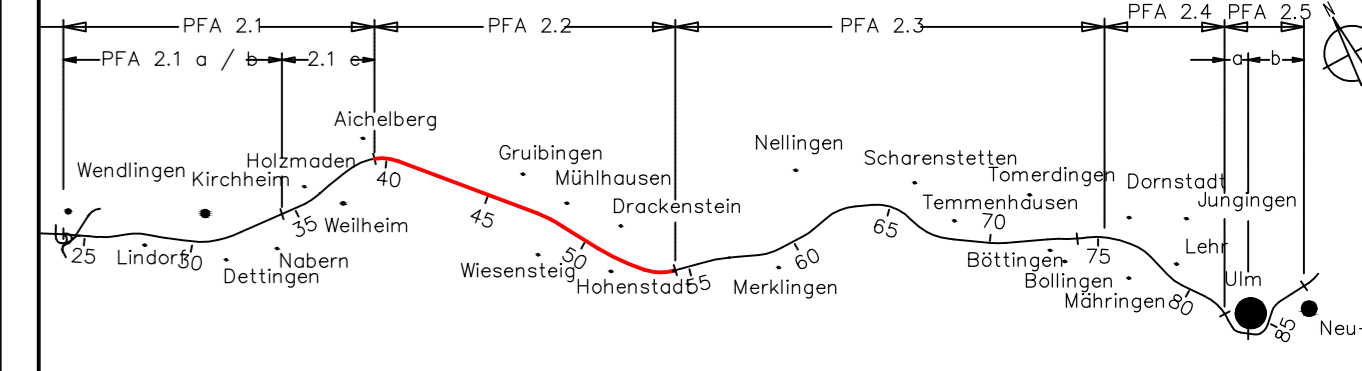 PFA 2.1
PFA 2.2
PFA 2.3
PFA 2.4
PFA 2.5
N
PFA 2.1 a / b
2.1 c
a
b
Aichelberg
Wendlingen
Kirchheim
Holzmaden
40
Gruibingen
Mühlhausen
Drackenstein
Nellingen
Scharenstetten
Tomerdingen
Temmenhausen
Dornstadt
Jungingen
25
Lindorf
30
Dettingen
Nabern
35
Weilheim
45
50
Wiesensteig
Hohenstadt
55
Merklingen
60
65
70
Böttingen
Bollingen
75
Mähringen
80
Lehr
Ulm
85
Neu-